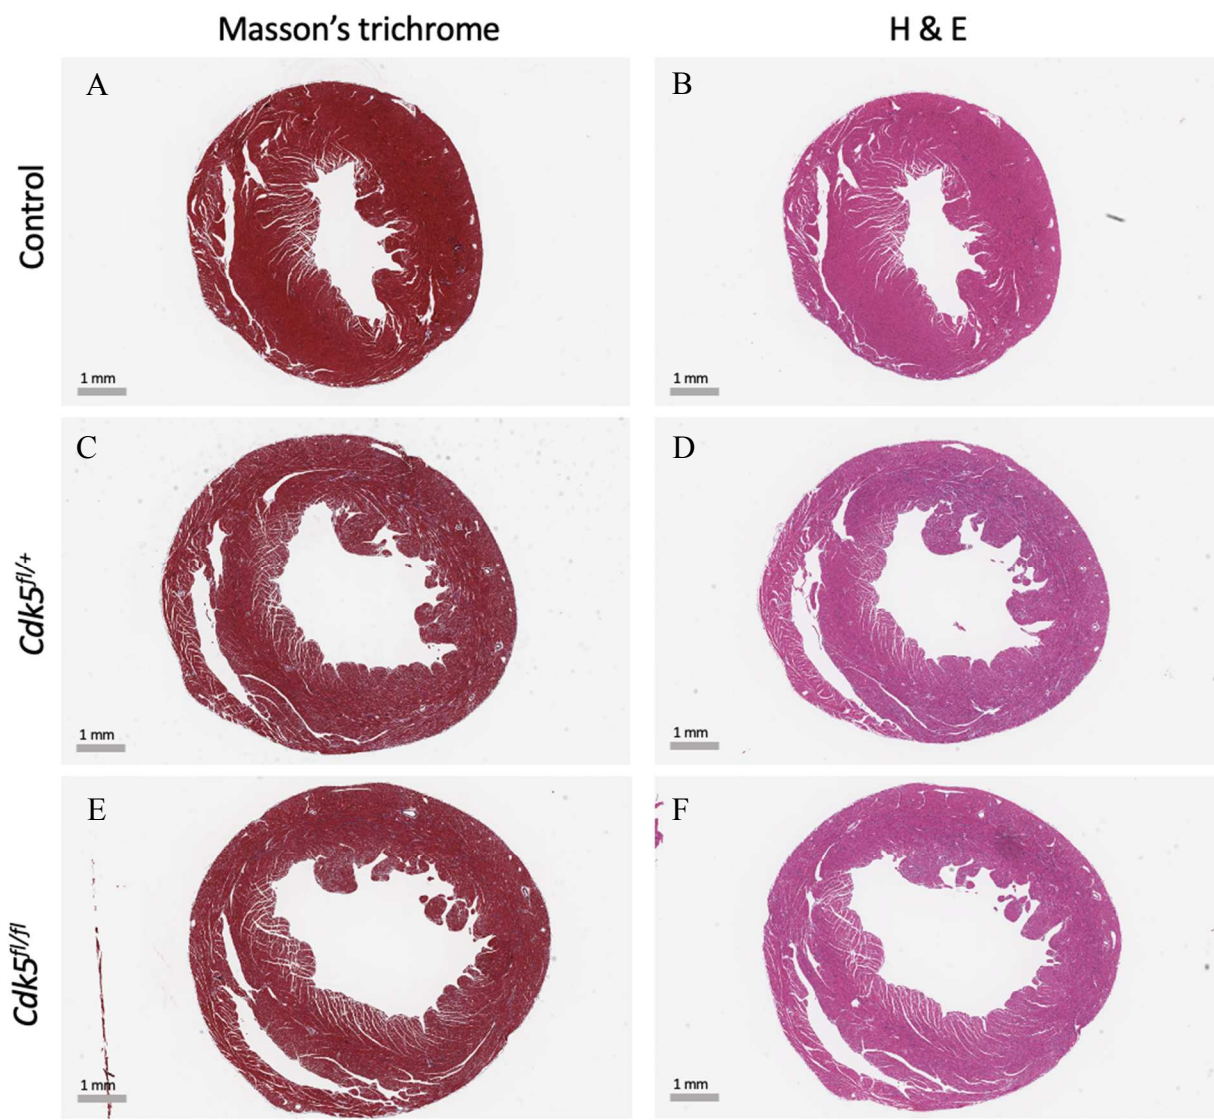 Masson's trichrome
H & E
Control
A
B
1 mm
1 mm
Cdk5fl/+
C
D
1 mm
1 mm
Cdk5fl/fl
E
F
1 mm
1 mm